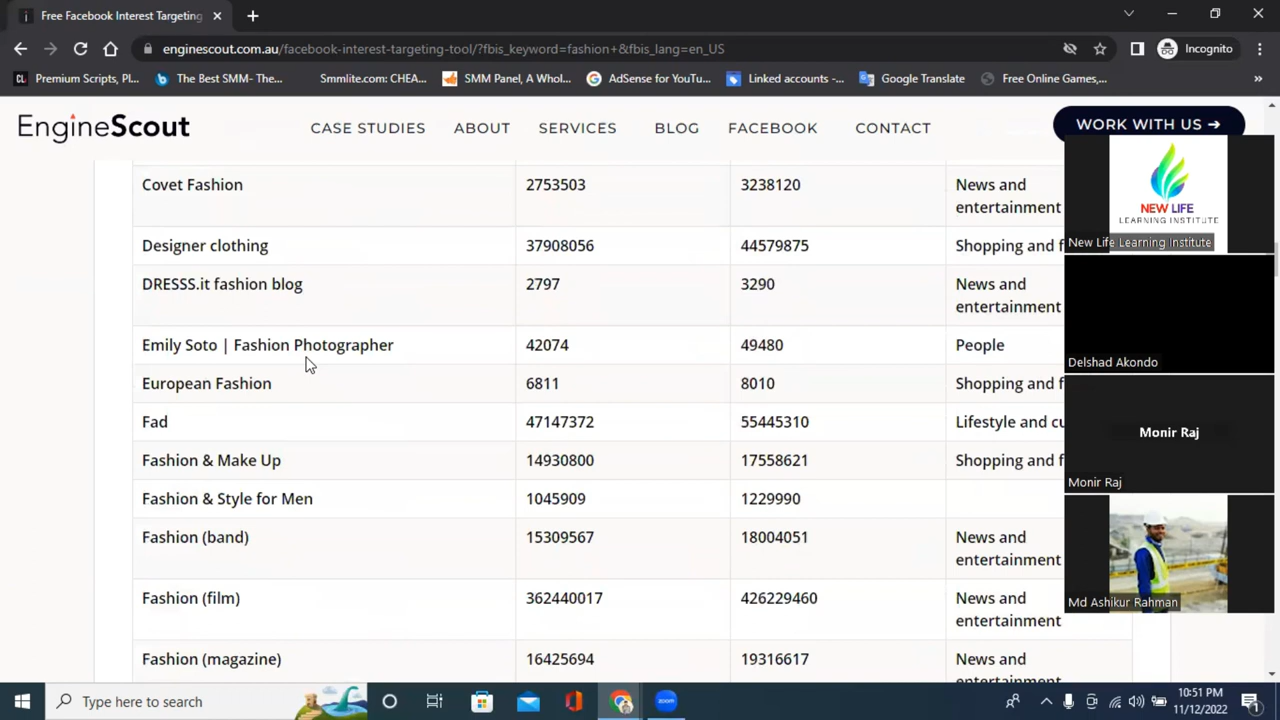 Free Facebook Interest Targeting
enginescout.com.au/facebook-interest-targeting-tool/?fbis_keyword=fashion+&fbis_lang=en_US
Incognito
Premium Scripts, Pl...
The Best SMM- The...
Smmlite.com: CHEA...
SMM Panel, A Whol...
AdSense for YouTu...
Linked accounts -...
Google Translate
Free Online Games,...
EngineScout
CASE STUDIES
ABOUT
SERVICES
BLOG
FACEBOOK
CONTACT
WORK WITH US →
Covet Fashion 2753503 3238120 News and
entertainment
Designer clothing 37908056 44579875 Shopping and f
DRESSS.it fashion blog 2797 3290 News and
entertainment
Emily Soto | Fashion Photographer 42074 49480 People
European Fashion 6811 8010 Shopping and f
Fad 47147372 55445310 Lifestyle and cu
Fashion & Make Up 14930800 17558621 Shopping and f
Fashion & Style for Men 1045909 1229990
Fashion (band) 15309567 18004051 News and
entertainment
Fashion (film) 362440017 426229460 News and
entertainment
Fashion (magazine) 16425694 19316617 News and
NEW LIFE
LEARNING INSTITUTE
New Life Learning Institute
Delshad Akondo
Monir Raj
Monir Raj
Md Ashikur Rahman
Type here to search
zoom
10:51 PM
11/12/2022
1